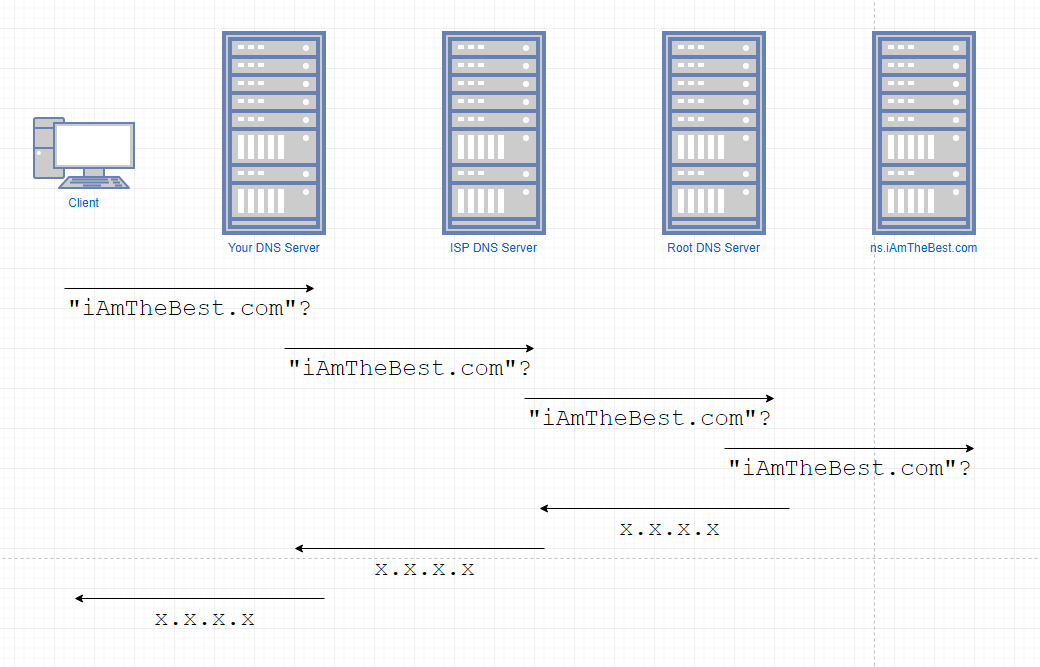 Client
Your DNS Server
ISP DNS Server
Root DNS Server
ns.iAmTheBest.com
"iAmTheBest.com"?
"iAmTheBest.com"?
"iAmTheBest.com"?
"iAmTheBest.com"?
x.x.x.x
x.x.x.x
x.x.x.x